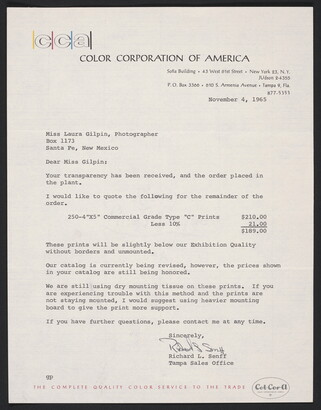 cca
COLOR CORPORATION OF AMERICA
Sofia Building • 43 West 61st Street • New York 23, N. Y.
JUdson 6-4355
P. O. Box 3366 • 610 S. Armenia Avenue • Tampa 9, Fla.
877-5353
November 4, 1965
Miss Laura Gilpin, Photographer
Box 1173
Santa Fe, New Mexico
Dear Miss Gilpin;
Your transparency has been received, and the order placed in
the plant.
I would like to quote the following for the remainder of the
order.
250-4"X5" Commercial Grade Type "C" Prints $210.00
Less 10% 21.00
$189.00
These prints will be slightly below our Exhibition Quality
without borders and unmounted.
Our catalog is currently being revised, however, the prices shown
in your catalog are still being honored.
We are still using dry mounting tissue on these prints. If you
are experiencing trouble with this method and the prints are
not staying mounted, I would suggest using heavier mounting
board to give the print more support.
If you have further questions, please contact me at any time.
Sincerely,
Richard L. Senff
Richard L. Senff
Tampa Sales Office
THE COMPLETE QUALITY COLOR SERVICE TO THE TRADE